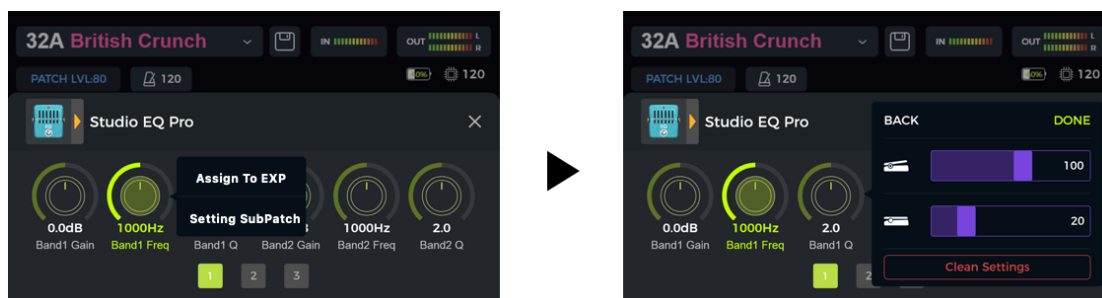 32A British Crunch
IN
OUT
L
R
PATCH LVL:80
120
120
Studio EQ Pro
Assign To EXP
Setting SubPatch
0.0dB
1000Hz
1000Hz
2.0
Band1 Gain
Band1 Freq
Band1 Q
Band2 Gain
Band2 Freq
Band2 Q
1
2
3
32A British Crunch
IN
OUT
L
R
PATCH LVL:80
120
120
Studio EQ Pro
BACK
DONE
100
20
Clean Settings
0.0dB
1000Hz
2.0
Band1 Gain
Band1 Freq
Band1 Q
1
2